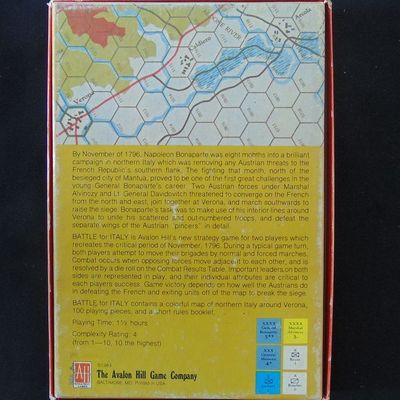 Caldiero
ADIGE RIVER
Arcola
Verona
By November of 1796, Napoleon Bonaparte was eight months into a brilliant
campaign in northern Italy which was removing any Austrian threats to the
French Republic's southern flank. The fighting that month, north of the
besieged city of Mantua, proved to be one of the first great challenges in the
young General Bonaparte's career. Two Austrian forces under Marshal
Alvinczy and Lt. General Davidovitch threatened to converge on the French
from the north and east, join together at Verona, and march southwards to
raise the siege. Bonaparte's task was to make use of his interior lines around
Verona to unite his scattered and out-numbered troops, and defeat the
separate wings of the Austrian "pincers" in detail.
BATTLE for ITALY is Avalon Hill's new strategy game for two players which
recreates the critical period of November, 1796. During a typical game turn,
both players attempt to move their brigades by normal and forced marches.
Combat occurs when opposing forces move adjacent to each other, and is
resolved by a die roll on the Combat Results Table. Important leaders on both
sides are represented in play, and their individual attributes are critical to
each players success. Game victory depends on how well the Austrians do
in defeating the French and exiting units off of the map to break the siege.
BATTLE for ITALY contains a colorful map of northern Italy around Verona,
100 playing pieces, and a short rules booklet.
Playing Time: 1½ hours
Complexity Rating: 4
(from 1—10, 10 the highest)
AH
The Avalon Hill Game Company
BALTIMORE, MD.